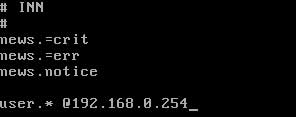 # INN
#
news.=crit
news.=err
news.notice
user.* @192.168.0.254_